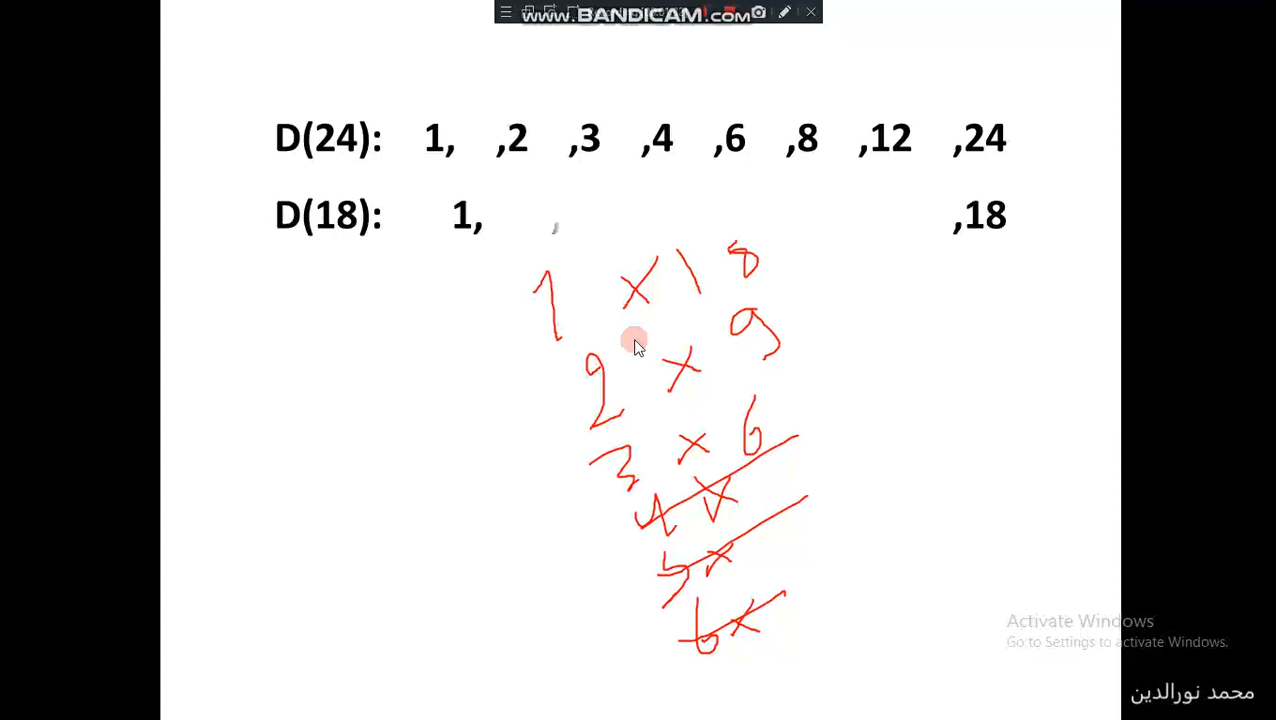 www.BANDICAM.com
D(24): 1, ,2 ,3 ,4 ,6 ,8 ,12 ,24
D(18): 1, , ,18
1 × 18
2 × 9
3 × 6
4 ×
5 ×
6 ×
Activate Windows
Go to Settings to activate Windows.
محمد نورالدين